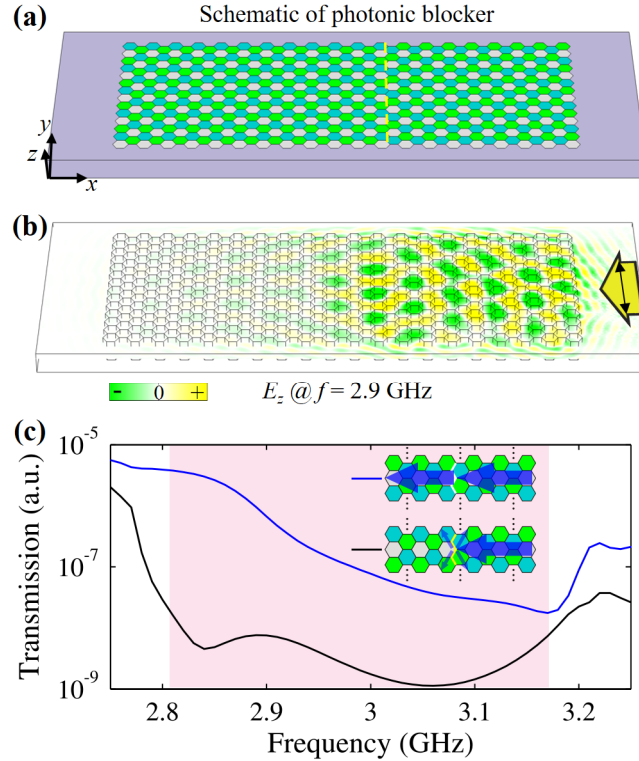 (a)
Schematic of photonic blocker
y
z
x
(b)
- 0 +
E_z @ f = 2.9 GHz
(c)
10^-5
10^-7
10^-9
Transmission (a.u.)
2.8 2.9 3 3.1 3.2
Frequency (GHz)